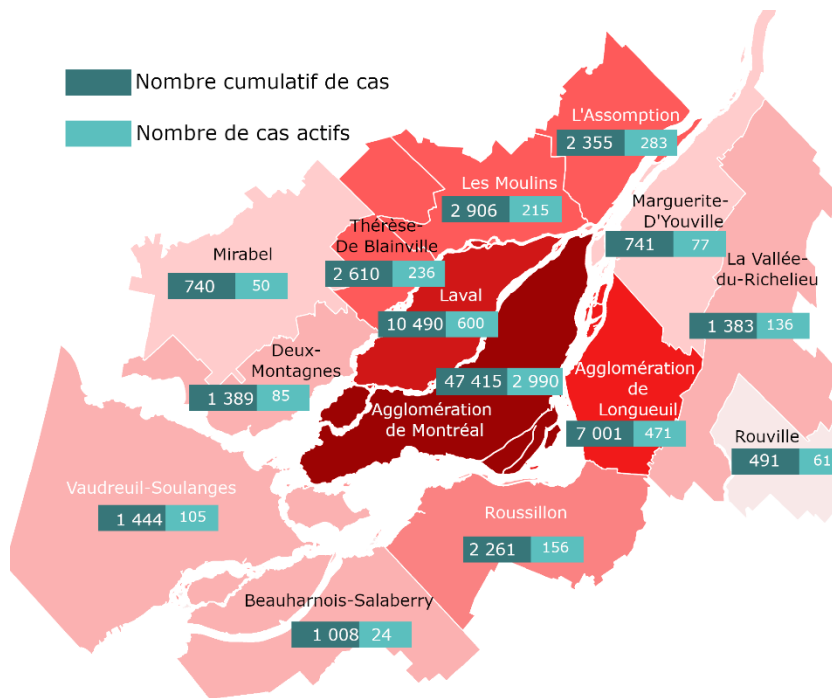 Nombre cumulatif de cas
Nombre de cas actifs
L'Assomption
2 355 283
Les Moulins
2 906 215
Marguerite-
D'Youville
741 77
Thérèse-
De Blainville
2 610 236
La Vallée-
du-Richelieu
1 383 136
Mirabel
740 50
Laval
10 490 600
Deux-
Montagnes
1 389 85
47 415 2 990
Agglomération
de Montréal
Agglomération
de
Longueuil
7 001 471
Rouville
491 61
Vaudreuil-Soulanges
1 444 105
Roussillon
2 261 156
Beauharnois-Salaberry
1 008 24